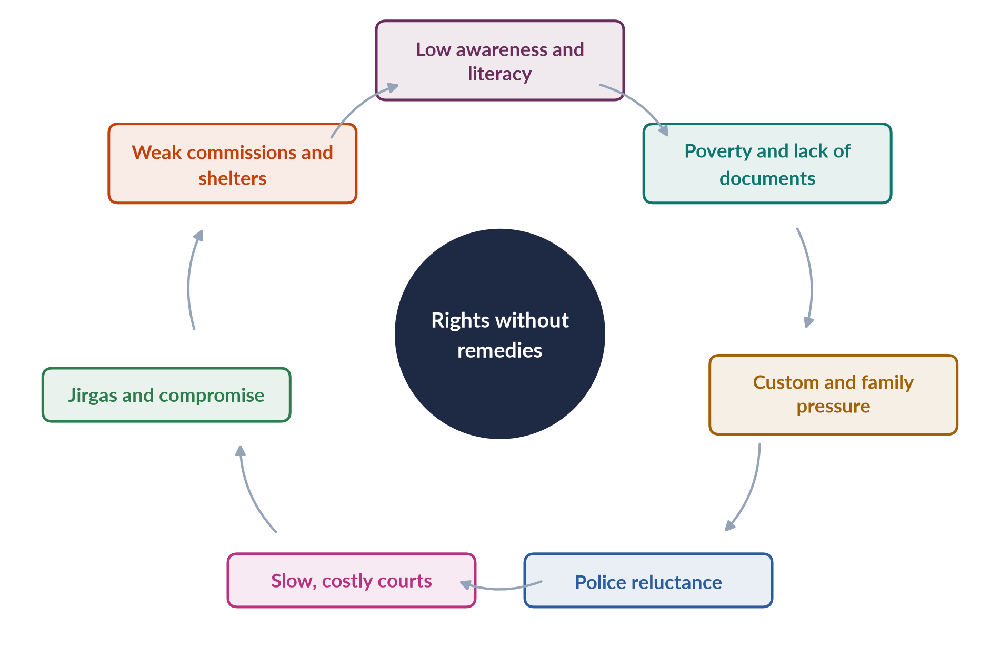 Low awareness and
literacy
Poverty and lack of
documents
Custom and family
pressure
Police reluctance
Slow, costly courts
Jirgas and compromise
Weak commissions and
shelters
Rights without
remedies